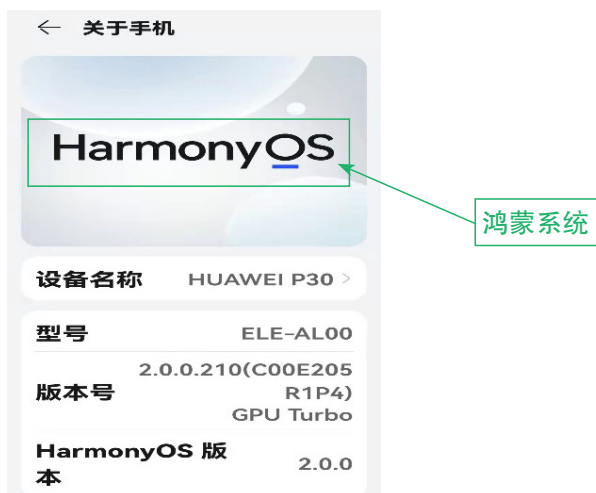 ← 关于手机
HarmonyOS
鸿蒙系统
设备名称 HUAWEI P30 >
型号 ELE-AL00
版本号 2.0.0.210(C00E205
R1P4)
GPU Turbo
HarmonyOS 版
本 2.0.0